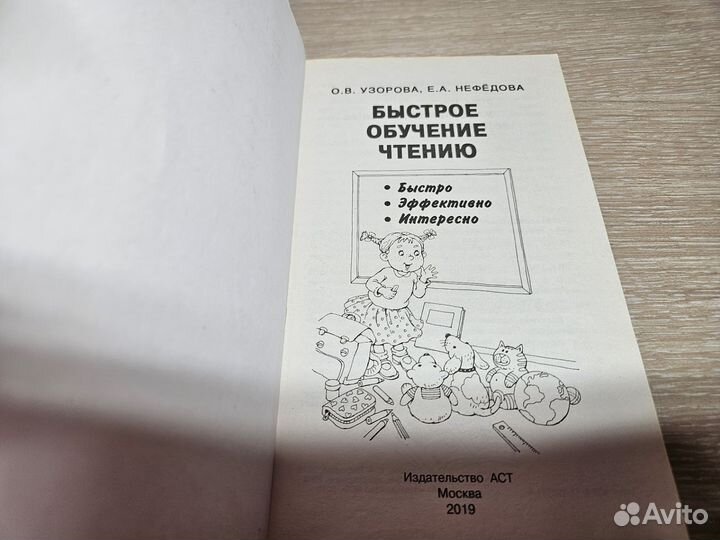 О.В. УЗОРОВА, Е.А. НЕФЁДОВА
БЫСТРОЕ
ОБУЧЕНИЕ
ЧТЕНИЮ
• Быстро
• Эффективно
• Интересно
Издательство АСТ
Москва
2019
Avito